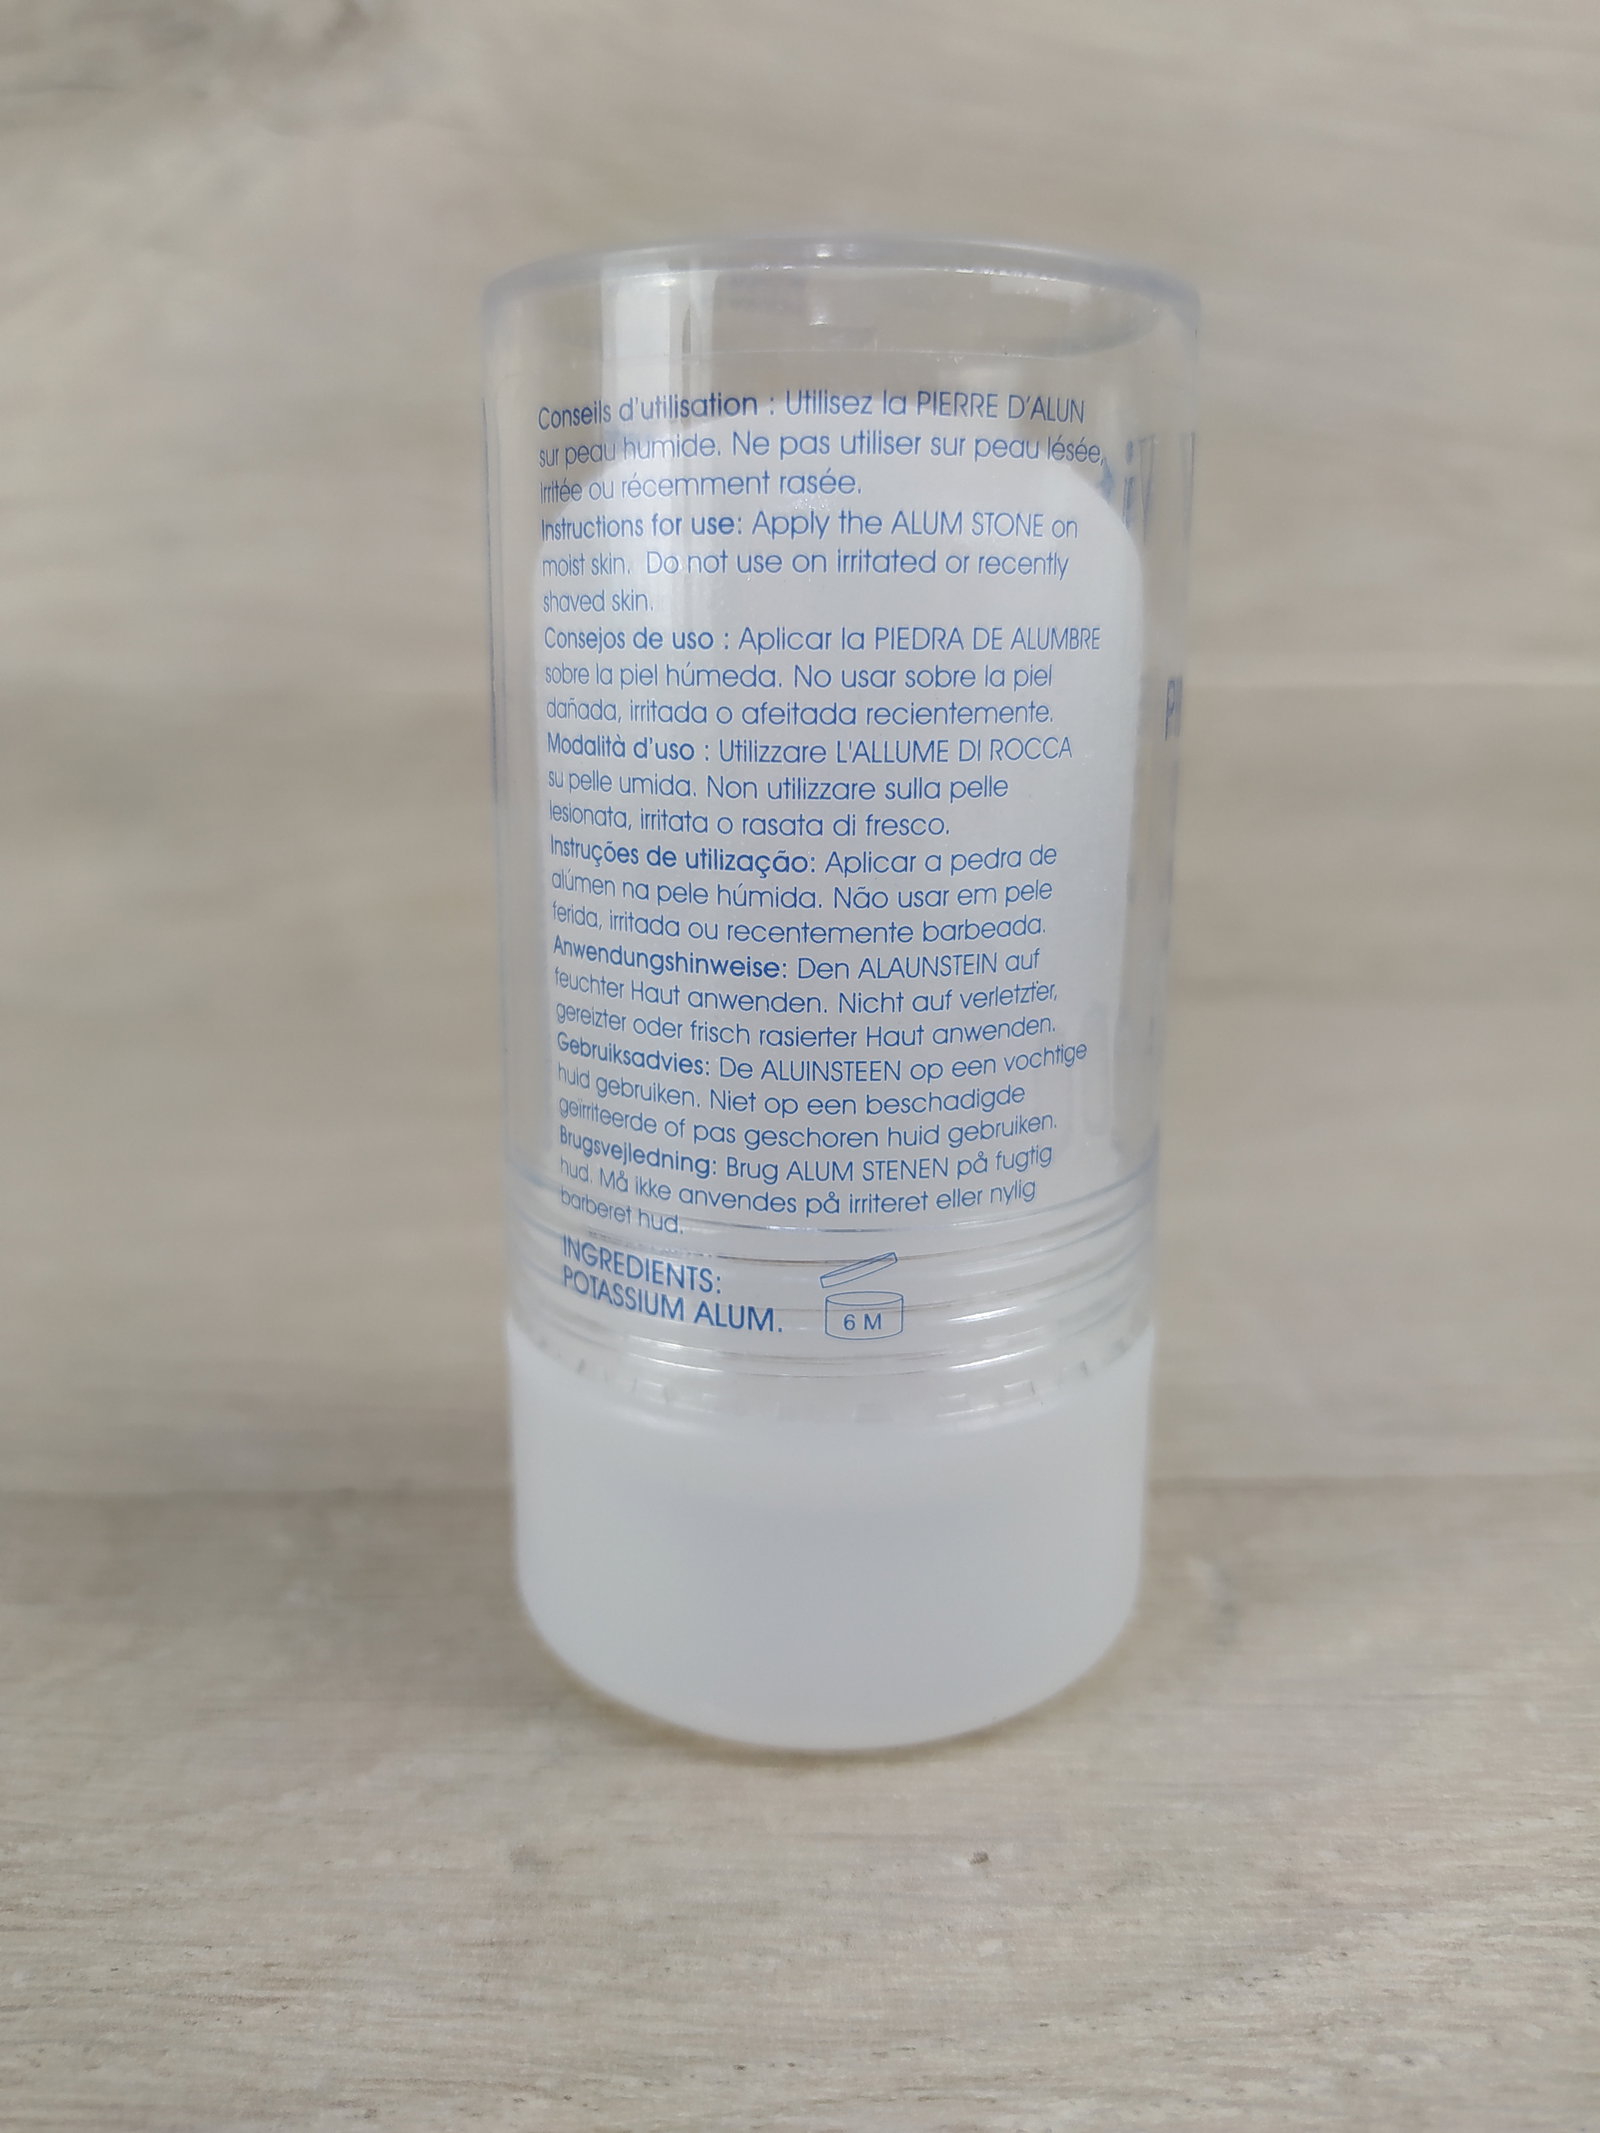 Conseils d'utilisation : Utilisez la PIERRE D'ALUN
sur peau humide. Ne pas utiliser sur peau lésée,
irritée ou récemment rasée.
Instructions for use: Apply the ALUM STONE on
moist skin. Do not use on irritated or recently
shaved skin.
Consejos de uso : Aplicar la PIEDRA DE ALUMBRE
sobre la piel húmeda. No usar sobre la piel
dañada, irritada o afeitada recientemente.
Modalità d'uso : Utilizzare L'ALLUME DI ROCCA
su pelle umida. Non utilizzare sulla pelle
lesionata, irritata o rasata di fresco.
Instruções de utilização: Aplicar a pedra de
alúmen na pele húmida. Não usar em pele
ferida, irritada ou recentemente barbeada.
Anwendungshinweise: Den ALAUNSTEIN auf
feuchter Haut anwenden. Nicht auf verletzter,
gereizter oder frisch rasierter Haut anwenden.
Gebruiksadvies: De ALUINSTEEN op een vochtige
huid gebruiken. Niet op een beschadigde
geïrriteerde of pas geschoren huid gebruiken.
Brugsvejledning: Brug ALUM STENEN på fugtig
hud. Må ikke anvendes på irriteret eller nylig
barberet hud.
INGREDIENTS:
POTASSIUM ALUM.
6 M